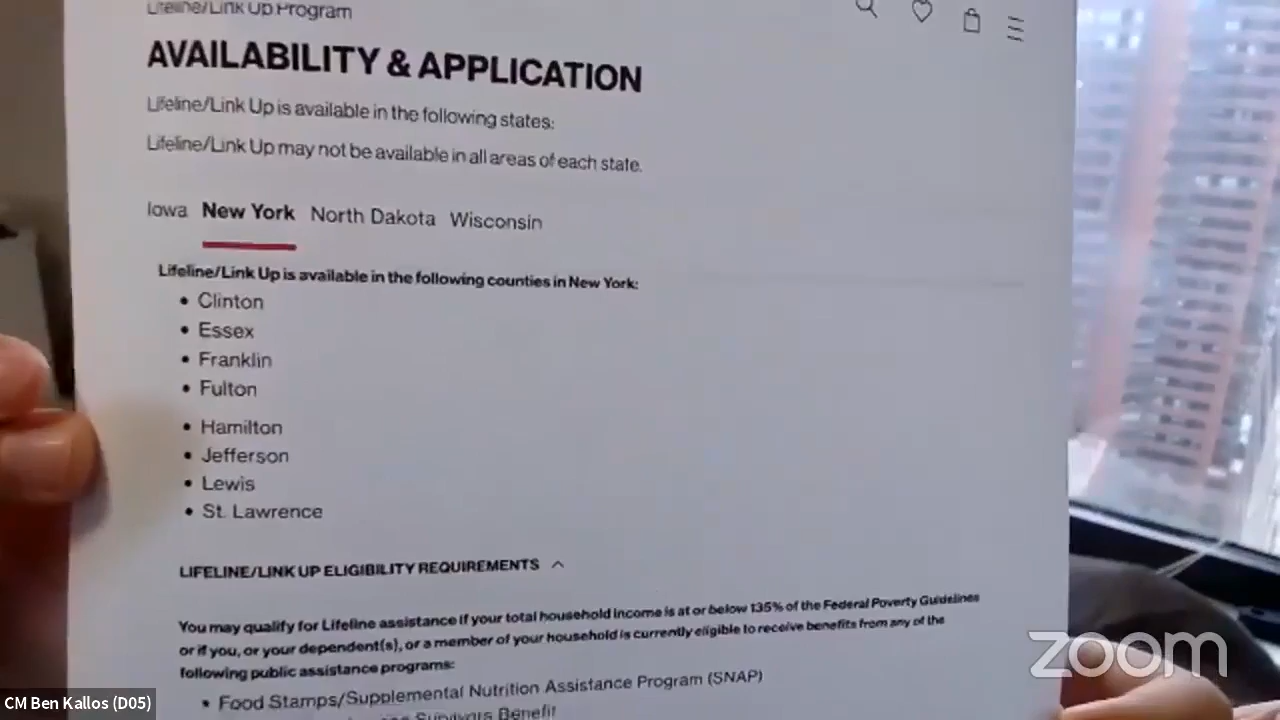 Lifeline/Link Up Program
AVAILABILITY & APPLICATION
Lifeline/Link Up is available in the following states:
Lifeline/Link Up may not be available in all areas of each state.
Iowa New York North Dakota Wisconsin
Lifeline/Link Up is available in the following counties in New York:
• Clinton
• Essex
• Franklin
• Fulton
• Hamilton
• Jefferson
• Lewis
• St. Lawrence
LIFELINE/LINK UP ELIGIBILITY REQUIREMENTS
You may qualify for Lifeline assistance if your total household income is at or below 135% of the Federal Poverty Guidelines
or if you, or your dependent(s), or a member of your household is currently eligible to receive benefits from any of the
following public assistance programs:
• Food Stamps/Supplemental Nutrition Assistance Program (SNAP)
Survivors Benefit
zoom
CM Ben Kallos (D05)